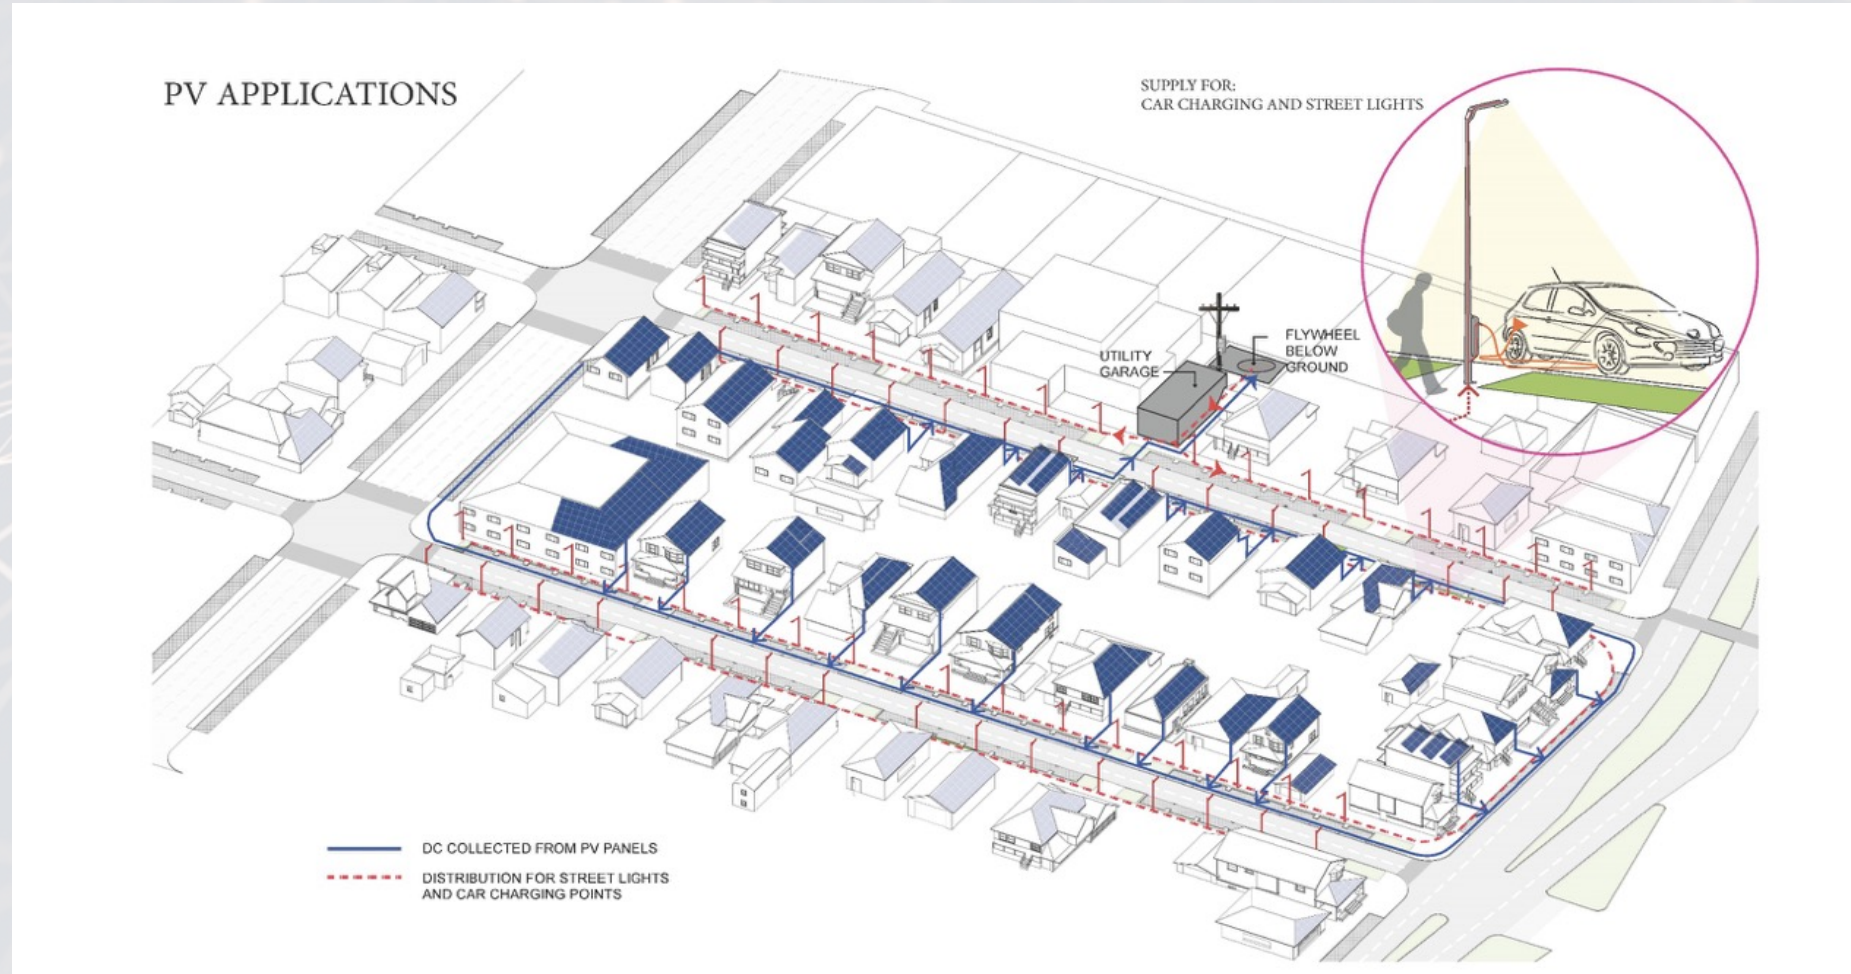 PV APPLICATIONS
SUPPLY FOR:
CAR CHARGING AND STREET LIGHTS
UTILITY
GARAGE
FLYWHEEL
BELOW
GROUND
DC COLLECTED FROM PV PANELS
DISTRIBUTION FOR STREET LIGHTS
AND CAR CHARGING POINTS